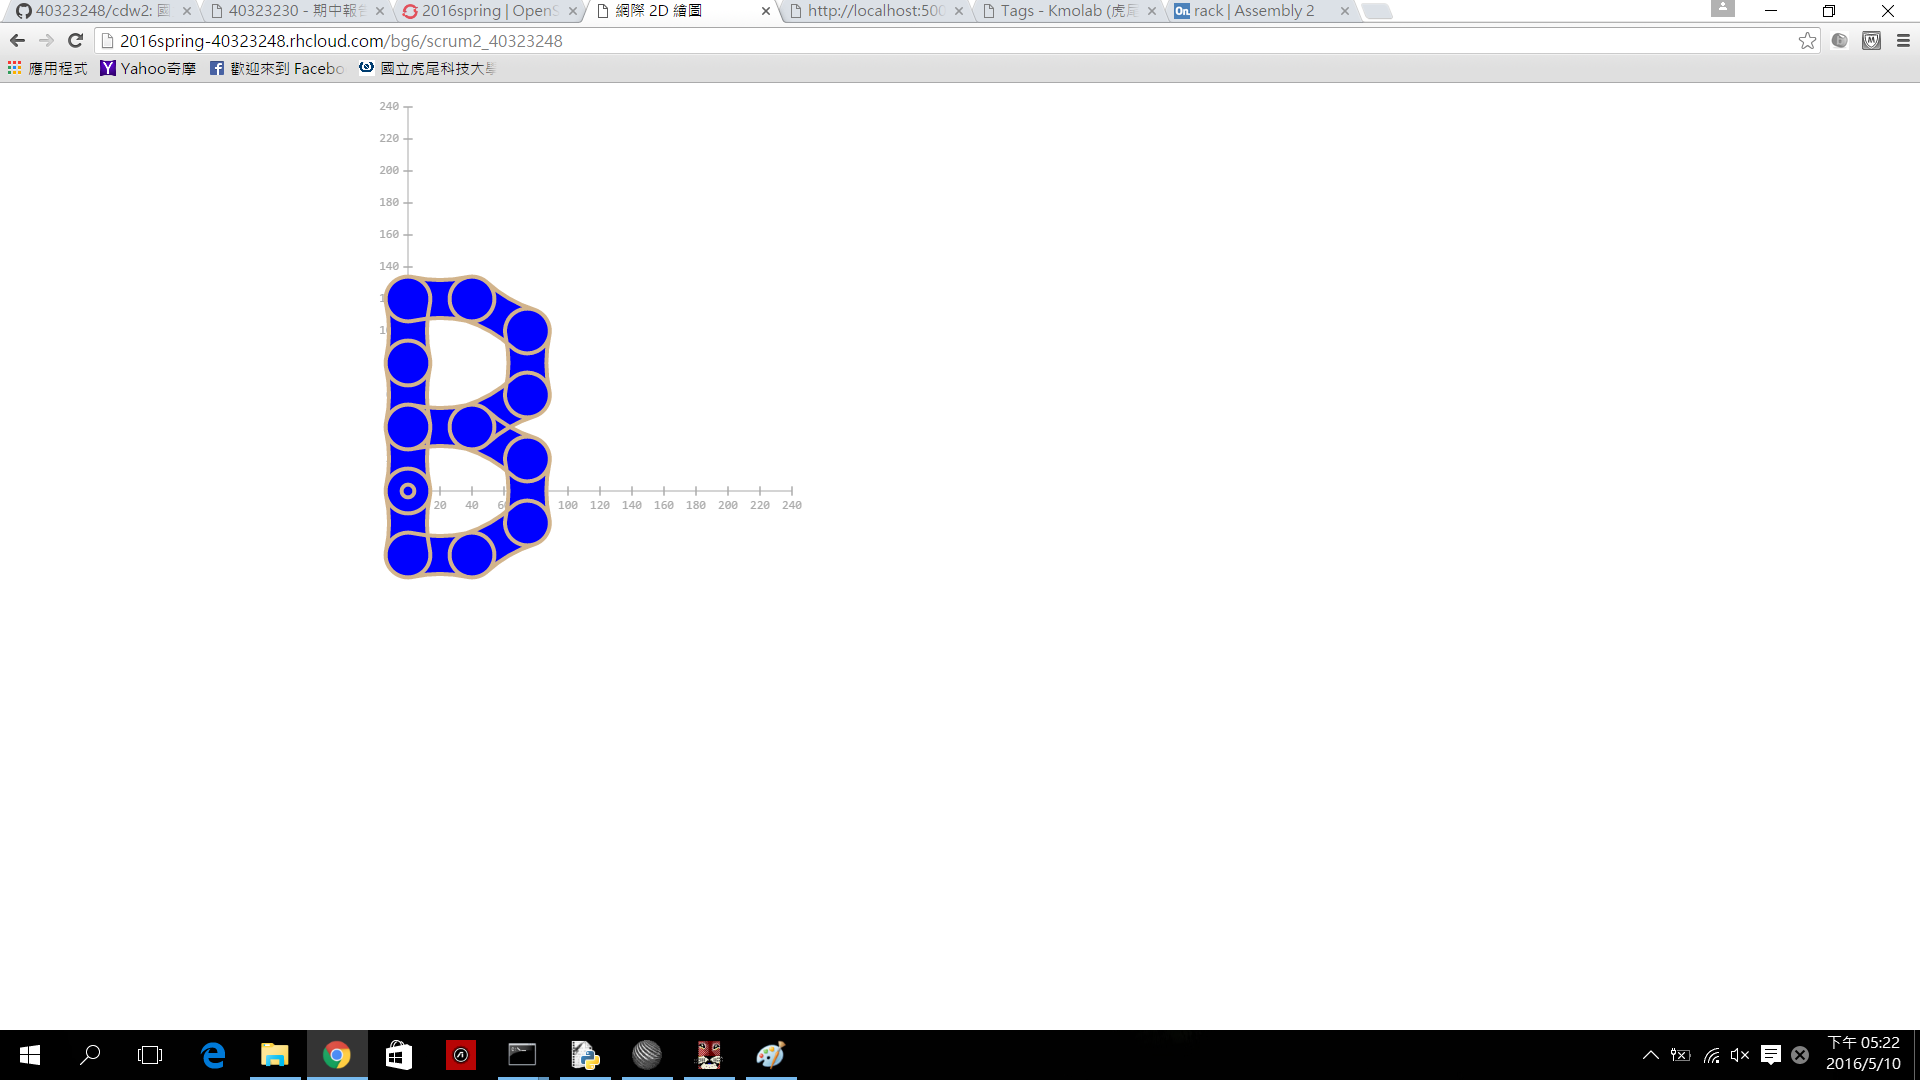 40323248/cdw2: 國
40323230 - 期中報告
2016spring | OpenS
網際 2D 繪圖
http://localhost:500
Tags - Kmolab (虎尾
On. rack | Assembly 2
2016spring-40323248.rhcloud.com/bg6/scrum2_40323248
應用程式
Yahoo奇摩
歡迎來到 Facebo
國立虎尾科技大學
240
220
200
180
160
140
20 40 100 120 140 160 180 200 220 240
下午 05:22
2016/5/10